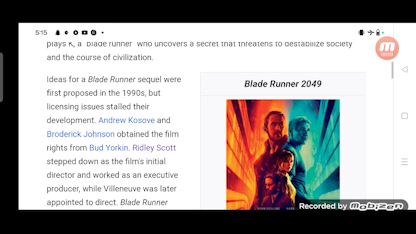 5:15
plays K, a "blade runner" who uncovers a secret that threatens to destabilize society
and the course of civilization.
Ideas for a Blade Runner sequel were
first proposed in the 1990s, but
licensing issues stalled their
development. Andrew Kosove and
Broderick Johnson obtained the film
rights from Bud Yorkin. Ridley Scott
stepped down as the film's initial
director and worked as an executive
producer, while Villeneuve was later
appointed to direct. Blade Runner
Blade Runner 2049
Recorded by Mobizen